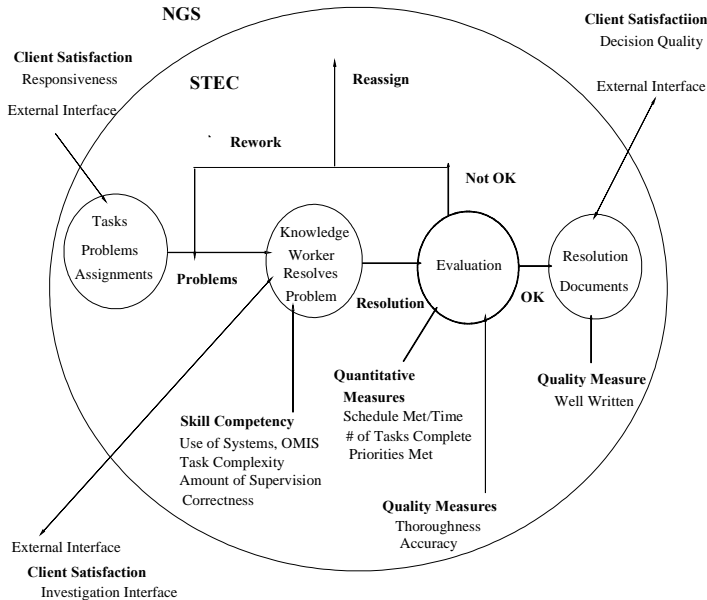 NGS
Client Satisfaction
Responsiveness
External Interface
STEC
Reassign
Rework
Not OK
Client Satisfactiion
Decision Quality
External Interface
Tasks
Problems
Assignments
Problems
Knowledge
Worker
Resolves
Problem
Resolution
Evaluation
OK
Resolution
Documents
Quality Measure
Well Written
Quantitative
Measures
Schedule Met/Time
# of Tasks Complete
Priorities Met
Skill Competency
Use of Systems, OMIS
Task Complexity
Amount of Supervision
Correctness
Quality Measures
Thoroughness
Accuracy
External Interface
Client Satisfaction
Investigation Interface